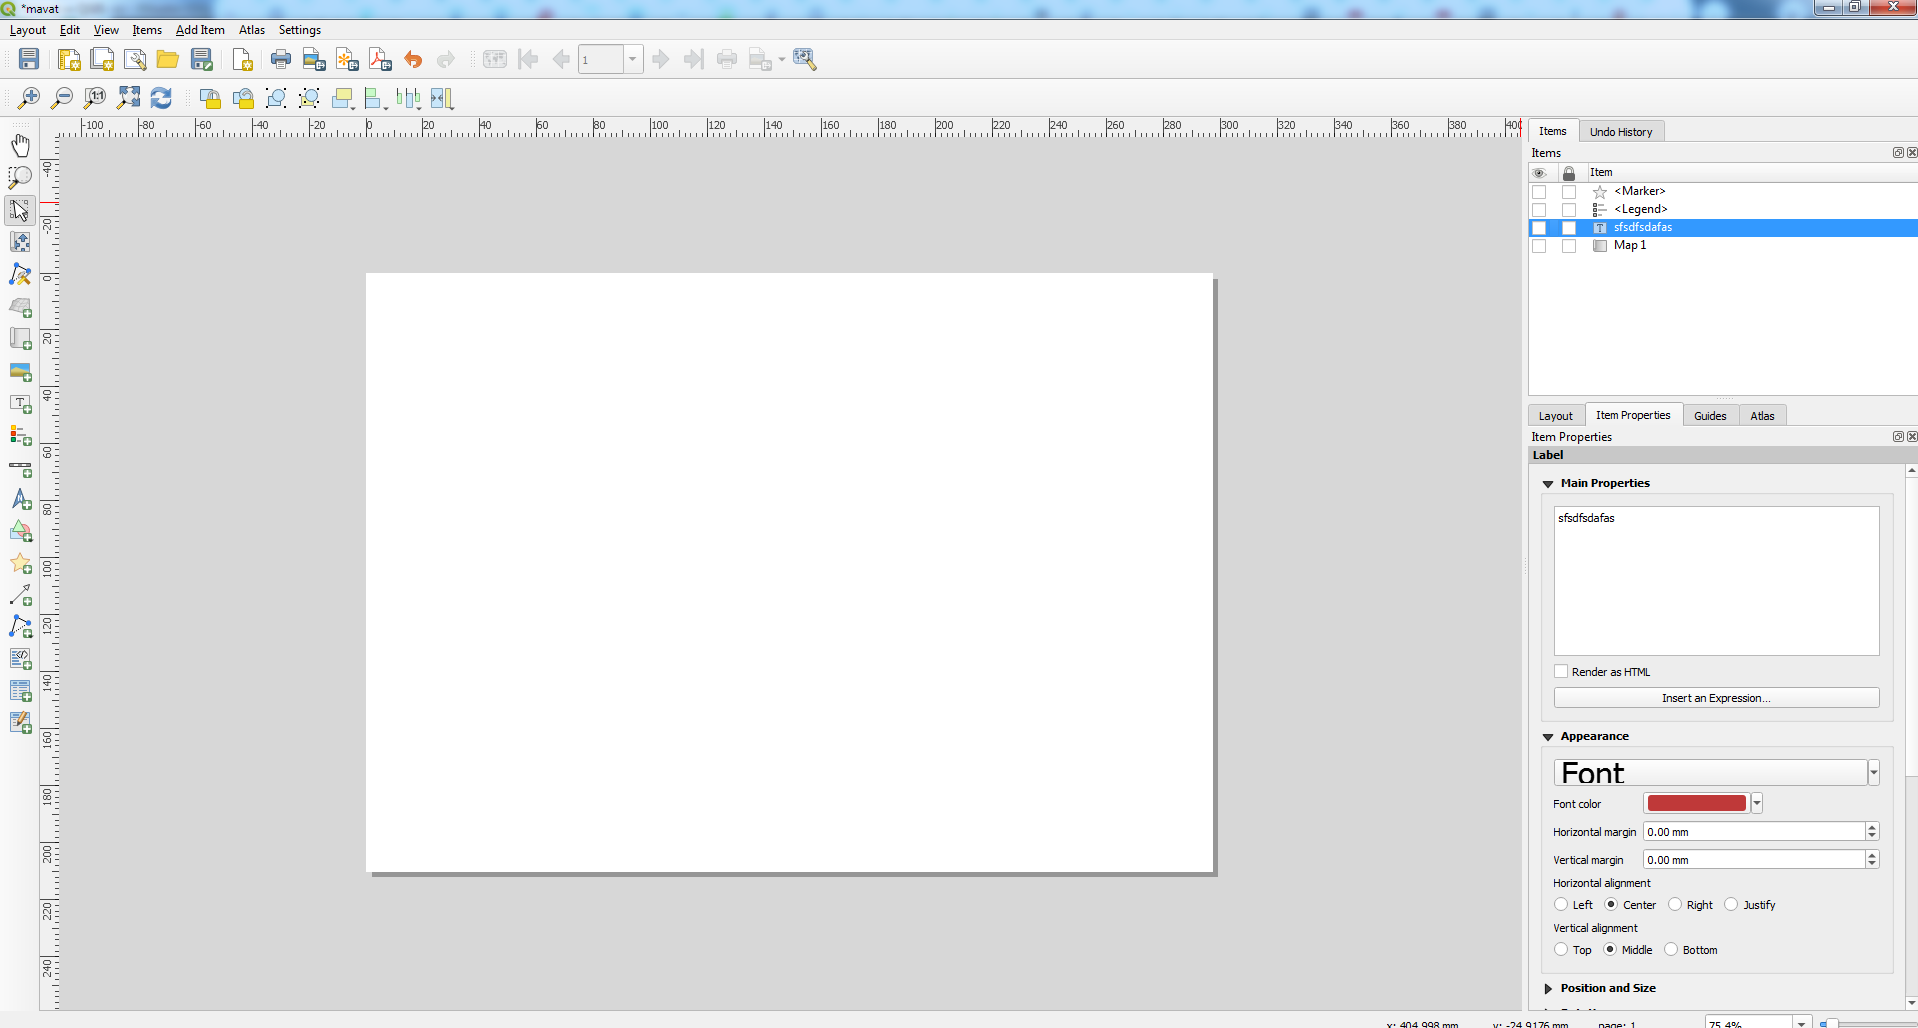 *mavat
Layout Edit View Items Add Item Atlas Settings
1
1:1
-100 -80 -60 -40 -20 0 20 40 60 80 100 120 140 160 180 200 220 240 260 280 300 320 340 360 380 400
-40
-20
0
20
40
60
80
100
120
140
160
180
200
220
240
Items Undo History
Items
Item
<Marker>
<Legend>
T sfsdfsdafas
Map 1
Layout Item Properties Guides Atlas
Item Properties
Label
Main Properties
sfsdfsdafas
Render as HTML
Insert an Expression...
Appearance
Font
Font color
Horizontal margin 0.00 mm
Vertical margin 0.00 mm
Horizontal alignment
Left Center Right Justify
Vertical alignment
Top Middle Bottom
Position and Size
x: 404.998 mm y: -24.9176 mm page: 1 75.4%